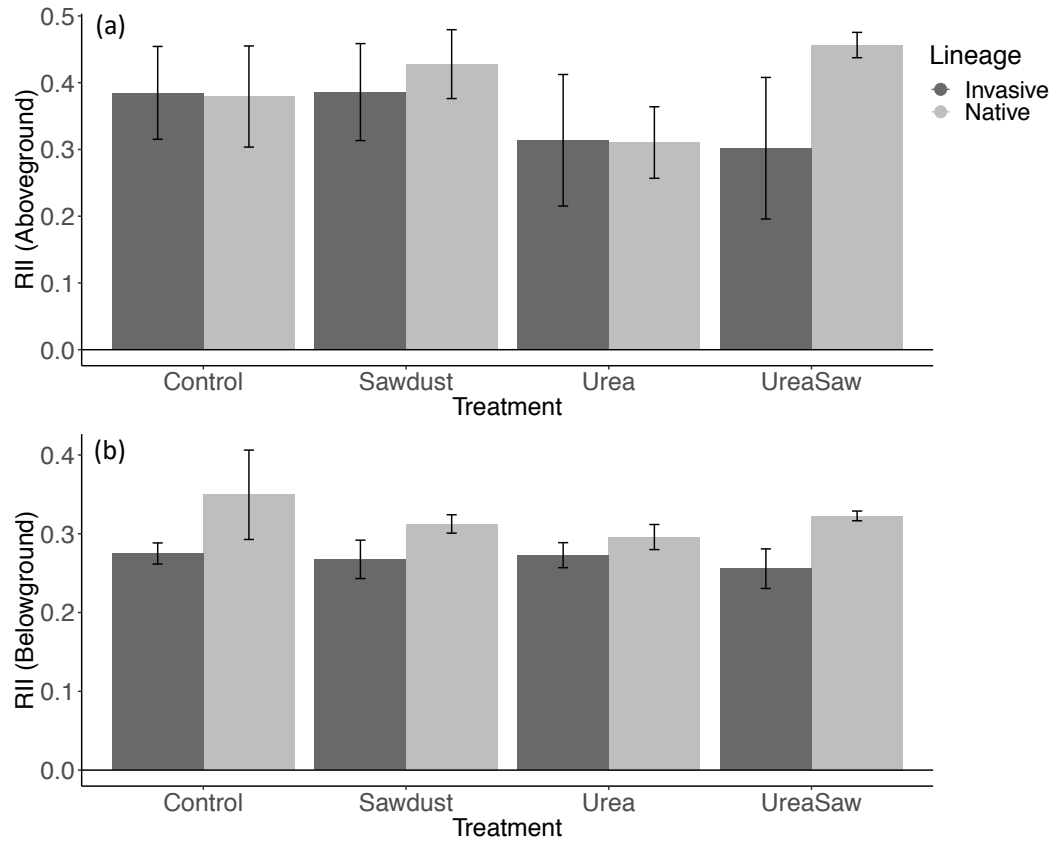 (a)
RII (Aboveground)
0.5
0.4
0.3
0.2
0.1
0.0
Control Sawdust Urea UreaSaw
Treatment
Lineage
Invasive
Native
(b)
RII (Belowground)
0.4
0.3
0.2
0.1
0.0
Control Sawdust Urea UreaSaw
Treatment